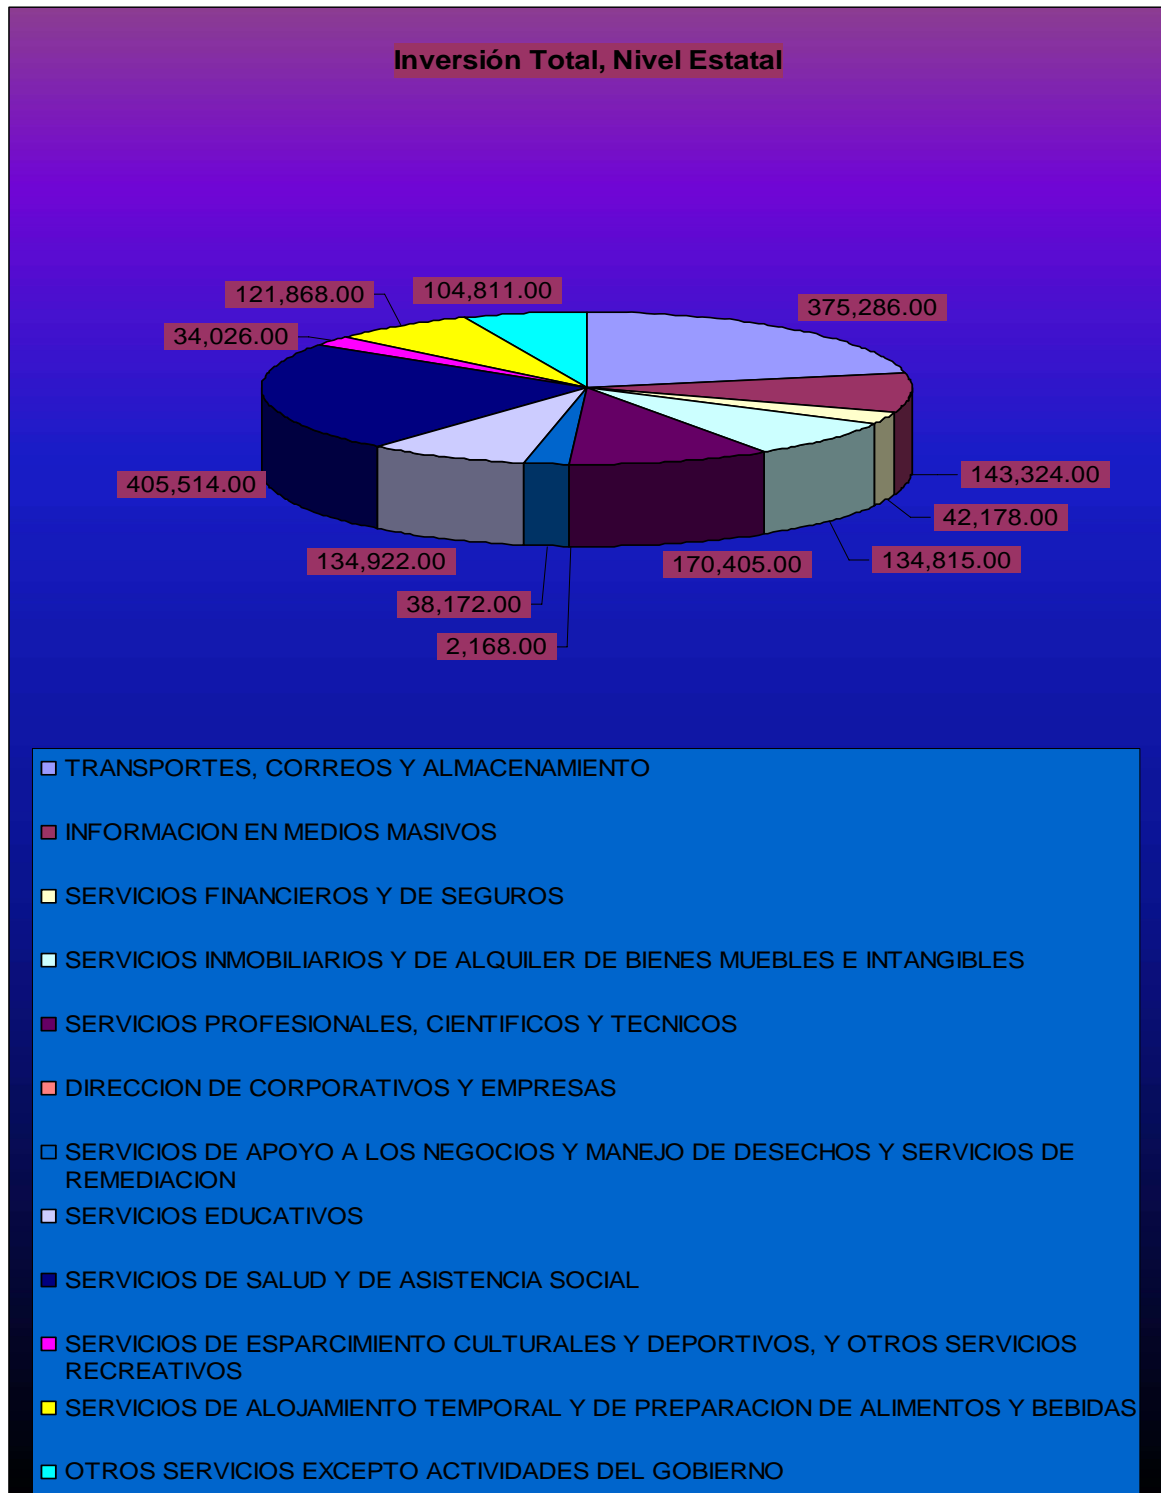 Inversión Total, Nivel Estatal
121,868.00
104,811.00
375,286.00
34,026.00
405,514.00
143,324.00
42,178.00
134,922.00
170,405.00
134,815.00
38,172.00
2,168.00
TRANSPORTES, CORREOS Y ALMACENAMIENTO
INFORMACION EN MEDIOS MASIVOS
SERVICIOS FINANCIEROS Y DE SEGUROS
SERVICIOS INMOBILIARIOS Y DE ALQUILER DE BIENES MUEBLES E INTANGIBLES
SERVICIOS PROFESIONALES, CIENTIFICOS Y TECNICOS
DIRECCION DE CORPORATIVOS Y EMPRESAS
SERVICIOS DE APOYO A LOS NEGOCIOS Y MANEJO DE DESECHOS Y SERVICIOS DE
REMEDIACION
SERVICIOS EDUCATIVOS
SERVICIOS DE SALUD Y DE ASISTENCIA SOCIAL
SERVICIOS DE ESPARCIMIENTO CULTURALES Y DEPORTIVOS, Y OTROS SERVICIOS
RECREATIVOS
SERVICIOS DE ALOJAMIENTO TEMPORAL Y DE PREPARACION DE ALIMENTOS Y BEBIDAS
OTROS SERVICIOS EXCEPTO ACTIVIDADES DEL GOBIERNO